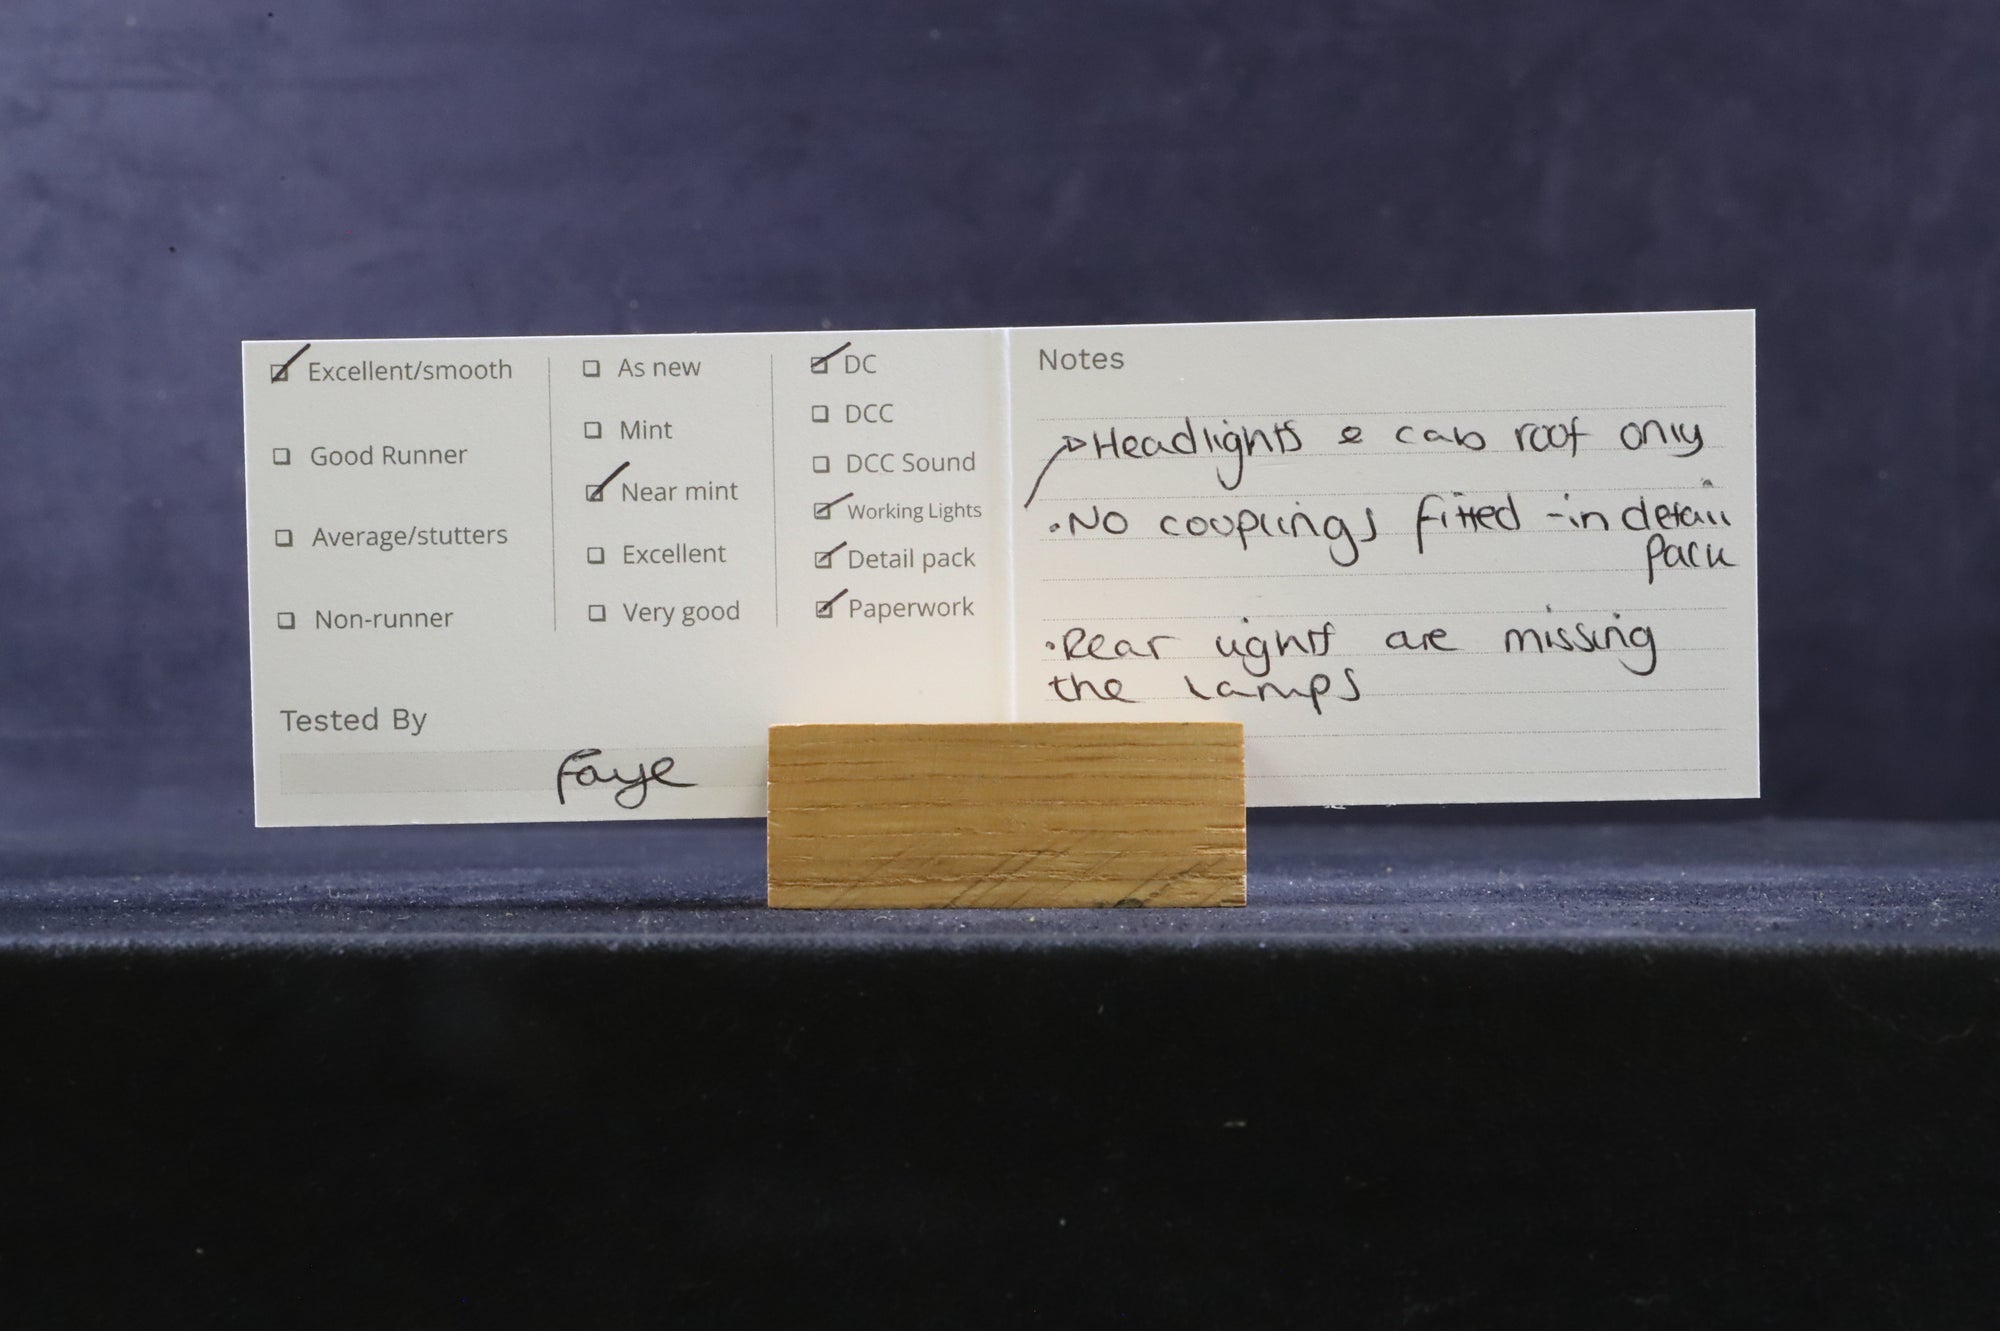 Excellent/smooth
Good Runner
Average/stutters
Non-runner
As new
Mint
Near mint
Excellent
Very good
DC
DCC
DCC Sound
Working Lights
Detail pack
Paperwork
Tested By
Faye
Notes
Headlights & cab roof only
• No couplings fitted - in detail
pack
• Rear lights are missing
the lamps